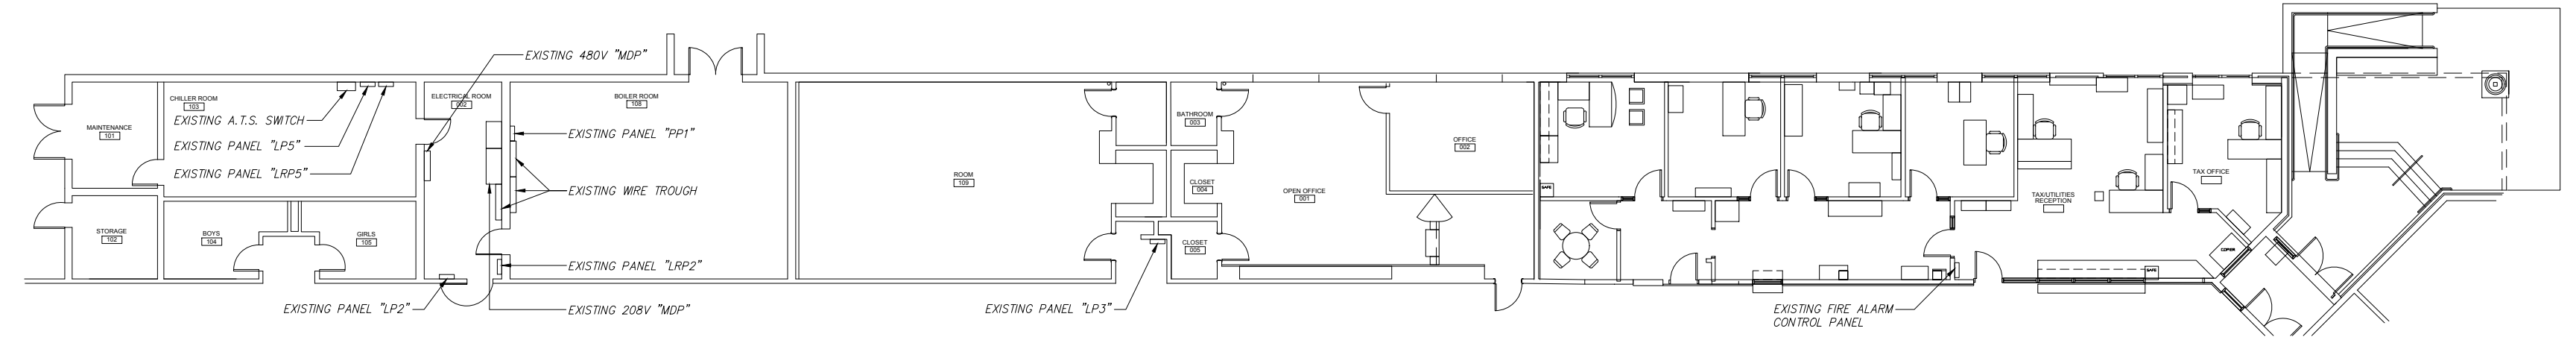 EXISTING 480V "MDP"
CHILLER ROOM
103
ELECTRICAL ROOM
002
BOILER ROOM
108
EXISTING A.T.S. SWITCH
MAINTENANCE
101
EXISTING PANEL "PP1"
EXISTING PANEL "LP5"
EXISTING PANEL "LRP5"
EXISTING WIRE TROUGH
STORAGE
102
BOYS
104
GIRLS
105
EXISTING PANEL "LRP2"
EXISTING PANEL "LP2"
EXISTING 208V "MDP"
ROOM
109
BATHROOM
003
CLOSET
004
CLOSET
005
EXISTING PANEL "LP3"
OPEN OFFICE
001
OFFICE
002
SAFE
TAX/UTILITIES
RECEPTION
TAX OFFICE
COPIER
SAFE
EXISTING FIRE ALARM
CONTROL PANEL